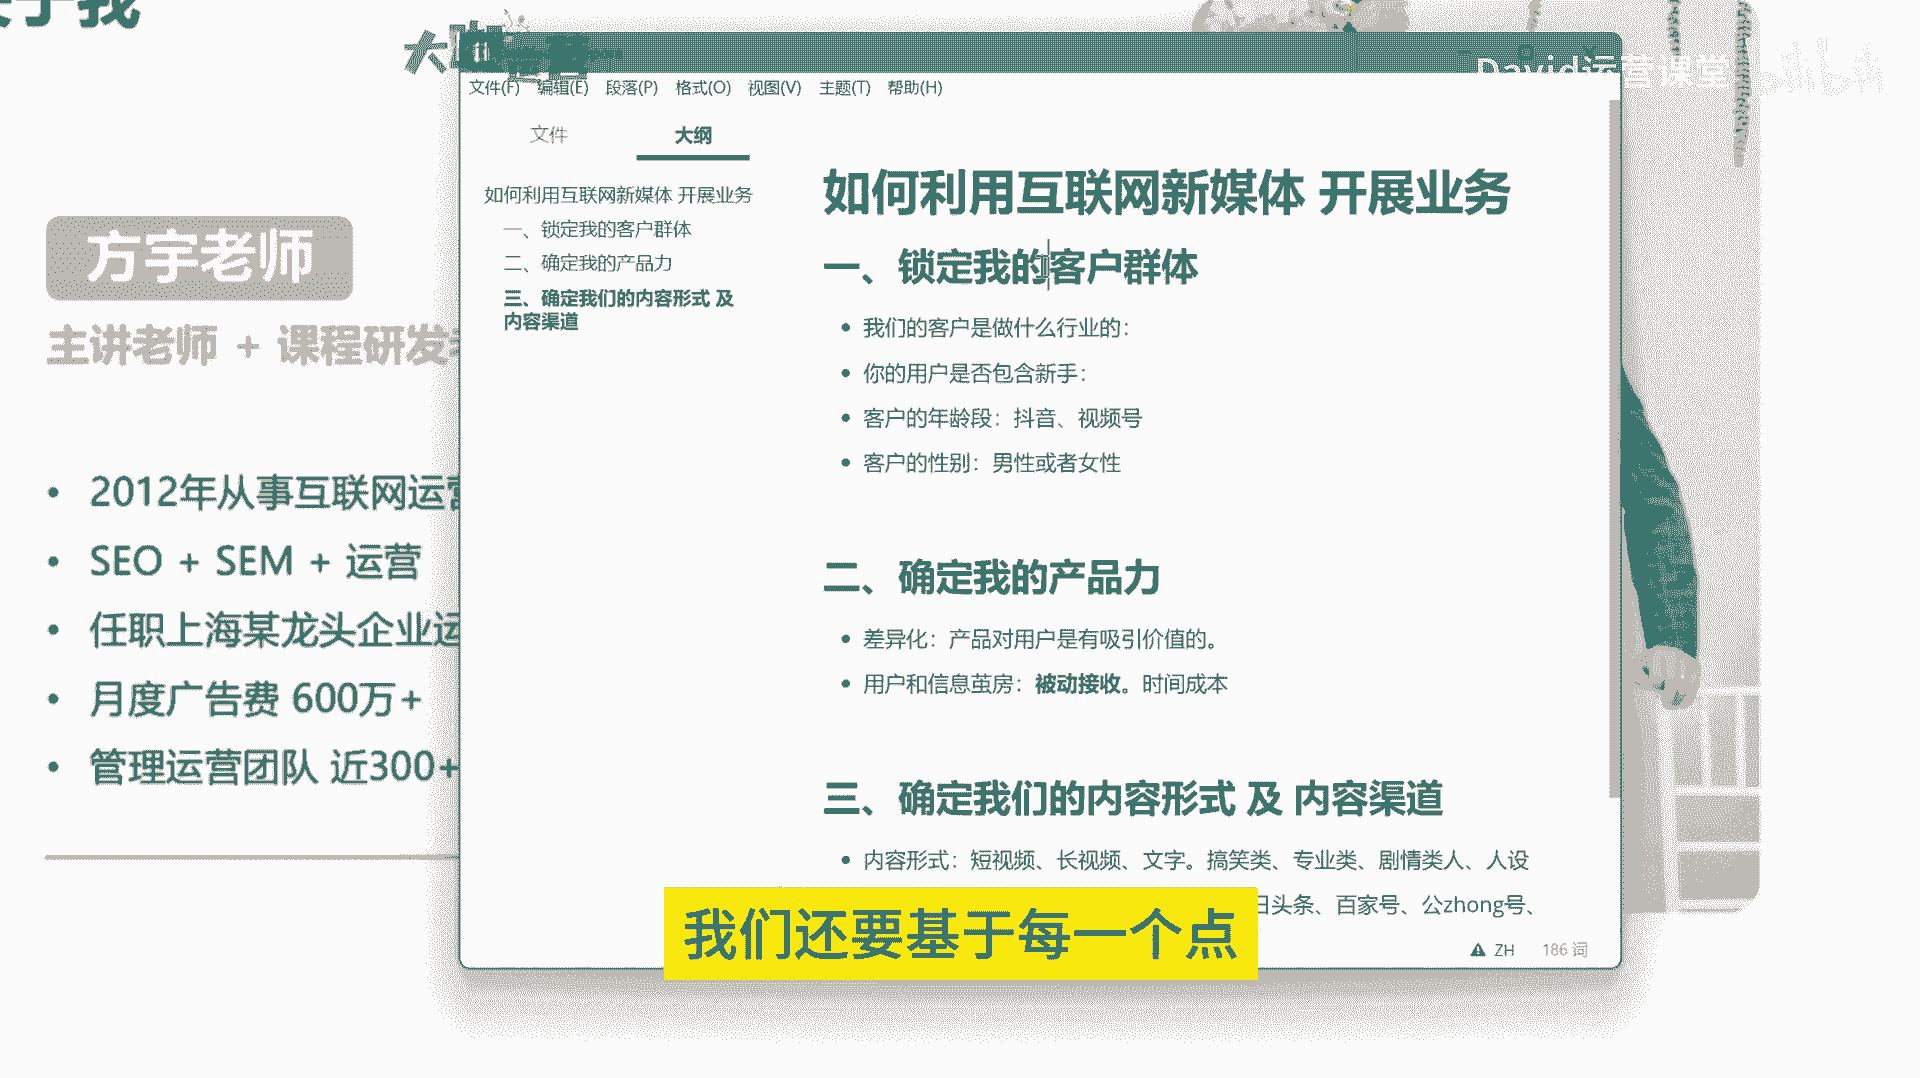 关于我
David运营课堂
文件(F) 编辑(E) 段落(P) 格式(O) 视图(V) 主题(T) 帮助(H)
文件
大纲
如何利用互联网新媒体 开展业务
一、锁定我的客户群体
二、确定我的产品力
三、确定我们的内容形式 及
内容渠道
如何利用互联网新媒体 开展业务
一、锁定我的客户群体
我们的客户是做什么行业的：
你的用户是否包含新手：
客户的年龄段：抖音、视频号
客户的性别：男性或者女性
二、确定我的产品力
差异化：产品对用户是有吸引价值的。
用户和信息茧房：被动接收。时间成本
三、确定我们的内容形式 及 内容渠道
内容形式：短视频、长视频、文字。搞笑类、专业类、剧情类人、人设
日头条、百家号、公zhong号、
ZH 186 词
方宇老师
主讲老师 + 课程研发
• 2012年从事互联网运营
• SEO + SEM + 运营
• 任职上海某龙头企业运
• 月度广告费 600万+
• 管理运营团队 近300+
我们还要基于每一个点